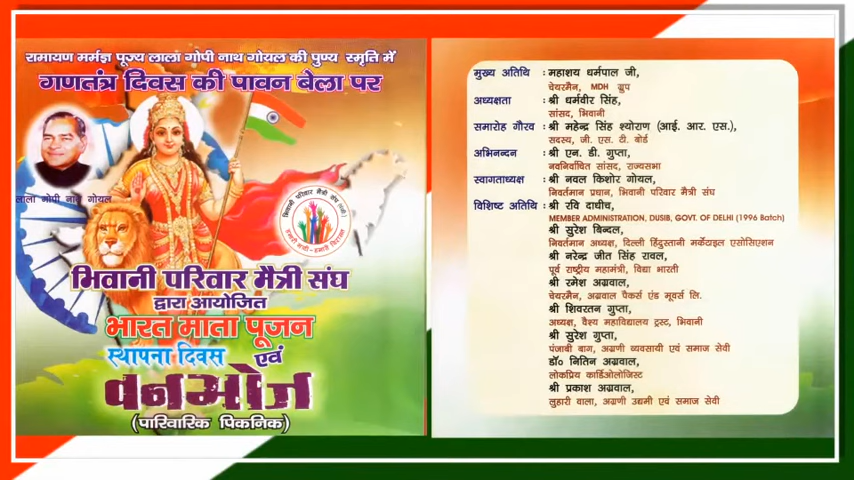 रामायण मर्मज्ञ पूज्य लाला गोपी नाथ गोयल की पुण्य स्मृति में
गणतंत्र दिवस की पावन बेला पर
लाला गोपी नाथ गोयल
भिवानी परिवार मैत्री संघ
द्वारा आयोजित
भारत माता पूजन
स्थापना दिवस एवं
वनभोज
(पारिवारिक पिकनिक)
मुख्य अतिथि : महाशय धर्मपाल जी,
चेयरमैन, MDH ग्रुप
अध्यक्षता : श्री धर्मवीर सिंह,
सांसद, भिवानी
समारोह गौरव : श्री महेन्द्र सिंह श्योराण (आई. आर. एस.),
सदस्य, जी. एस. टी. बोर्ड
अभिनन्दन : श्री एन. डी. गुप्ता,
नवनिर्वाचित सांसद, राज्यसभा
स्वागताध्यक्ष : श्री नवल किशोर गोयल,
निवर्तमान प्रधान, भिवानी परिवार मैत्री संघ
विशिष्ट अतिथि : श्री रवि दाधीच,
MEMBER ADMINISTRATION, DUSIB, GOVT. OF DELHI (1996 Batch)
श्री सुरेश बिन्दल,
निवर्तमान अध्यक्ष, दिल्ली हिंदुस्तानी मर्केंटाइल एसोसिएशन
श्री नरेन्द्र जीत सिंह रावल,
पूर्व राष्ट्रीय महामंत्री, विद्या भारती
श्री रमेश अग्रवाल,
चेयरमैन, अग्रवाल पैकर्स एंड मूवर्स लि.
श्री शिवरतन गुप्ता,
अध्यक्ष, वैश्य महाविद्यालय ट्रस्ट, भिवानी
श्री सुरेश गुप्ता,
पंजाबी बाग, अग्रणी व्यवसायी एवं समाज सेवी
डॉ० नितिन अग्रवाल,
लोकप्रिय कार्डिओलोजिस्ट
श्री प्रकाश अग्रवाल,
लुहारी वाला, अग्रणी उद्यमी एवं समाज सेवी